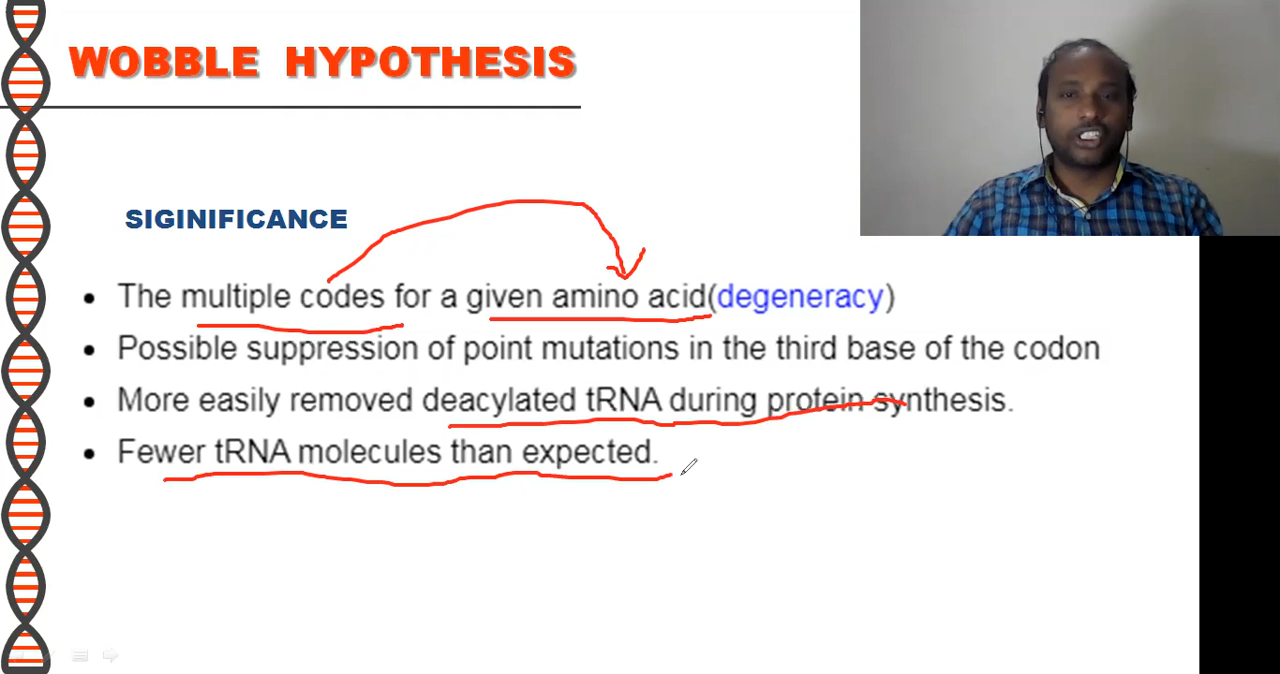 WOBBLE HYPOTHESIS
SIGINIFICANCE
• The multiple codes for a given amino acid(degeneracy)
• Possible suppression of point mutations in the third base of the codon
• More easily removed deacylated tRNA during protein synthesis.
• Fewer tRNA molecules than expected.